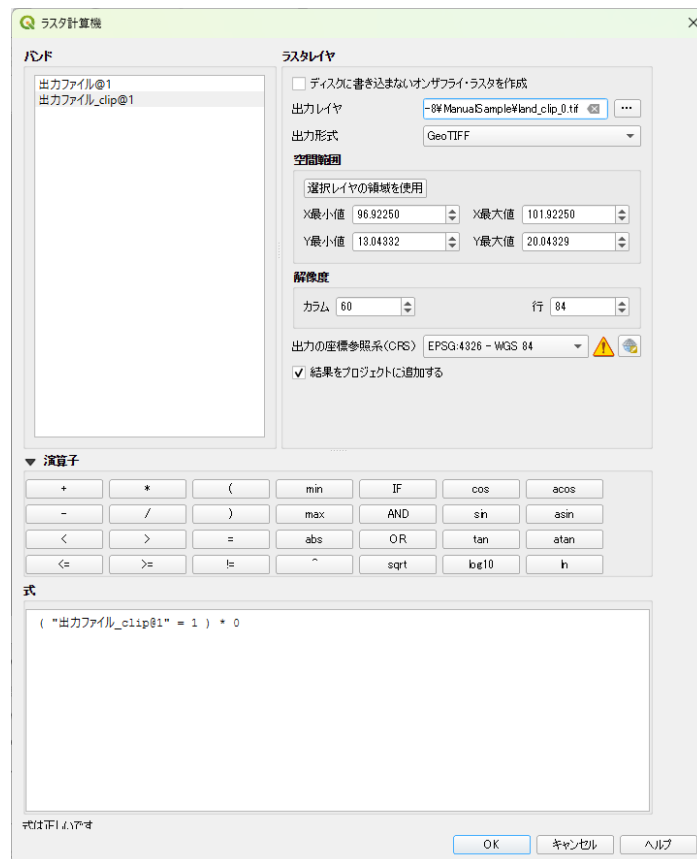 ラスタ計算機
バンド
出力ファイル@1
出力ファイル_clip@1
ラスタレイヤ
ディスクに書き込まないオンザフライ・ラスタを作成
出力レイヤ -8¥ManualSample¥land_clip_0.tif ...
出力形式 GeoTIFF
空間範囲
選択レイヤの領域を使用
X最小値 96.92250 X最大値 101.92250
Y最小値 13.04332 Y最大値 20.04329
解像度
カラム 60 行 84
出力の座標参照系(CRS) EPSG:4326 - WGS 84
結果をプロジェクトに追加する
演算子
+ * ( min IF cos acos
- / ) max AND sin asin
< > = abs OR tan atan
<= >= != ^ sqrt log10 ln
式
( "出力ファイル_clip@1" = 1 ) * 0
式は正しいです
OK キャンセル ヘルプ